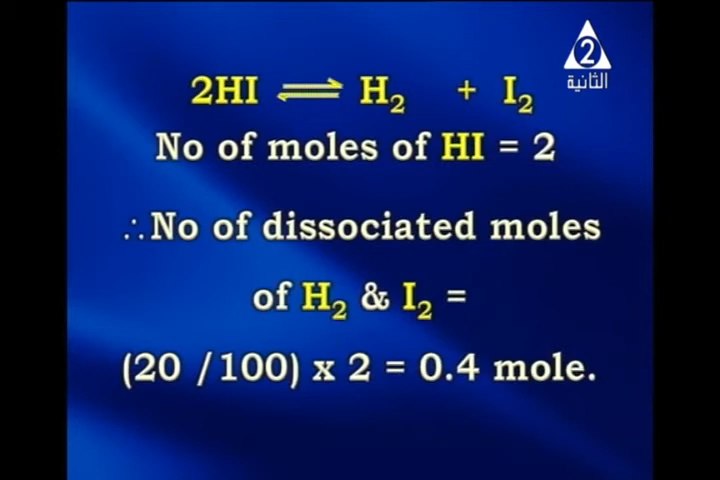 2
الثانية
2HI ⇌ H₂ + I₂
No of moles of HI = 2
∴No of dissociated moles
of H₂ & I₂ =
(20 /100) x 2 = 0.4 mole.